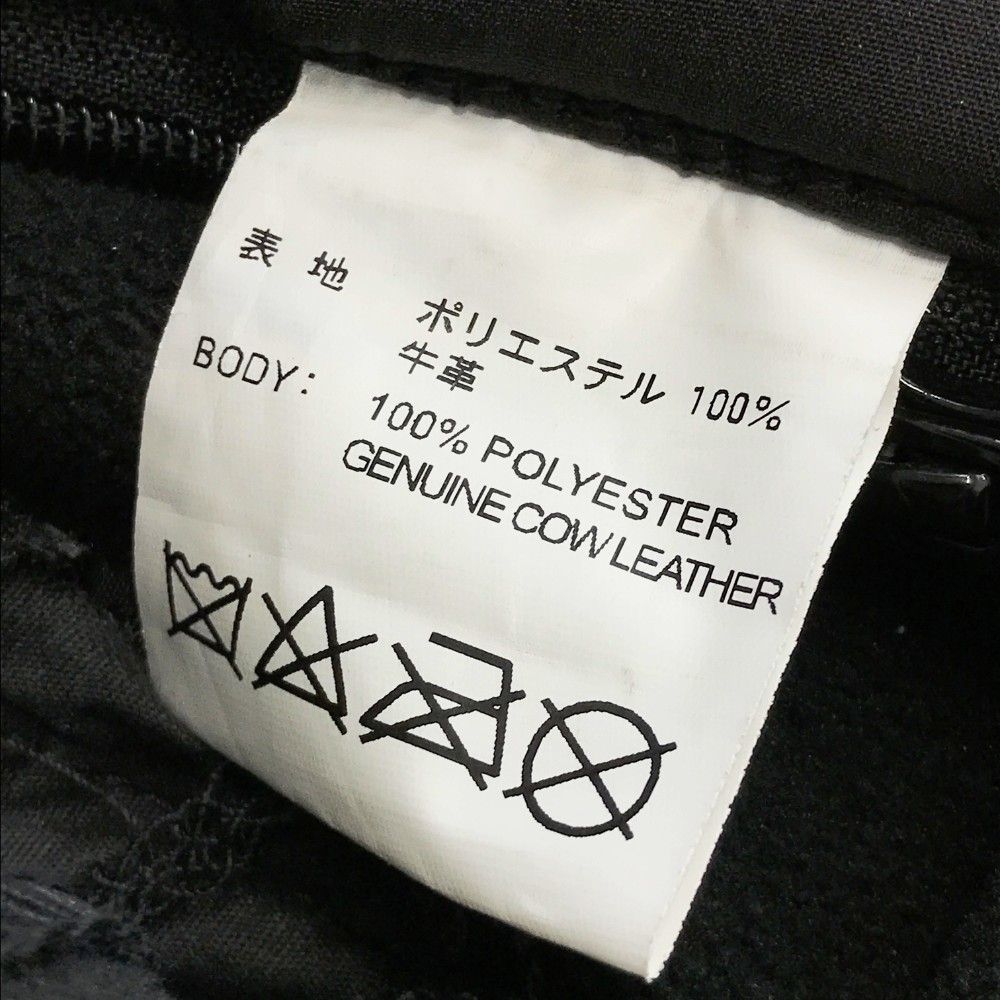 表 地 ポリエステル 100%
牛革
BODY: 100% POLYESTER
GENUINE COW LEATHER